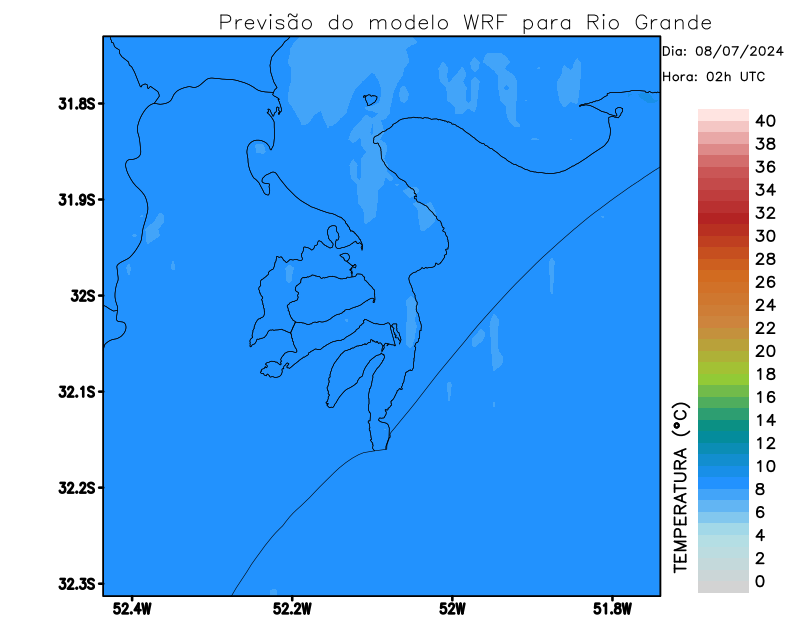 Previsão do modelo WRF para Rio Grande
Dia: 08/07/2024
Hora: 02h UTC
31.8S
31.9S
32S
32.1S
32.2S
32.3S
52.4W
52.2W
52W
51.8W
TEMPERATURA (°C)
40
38
36
34
32
30
28
26
24
22
20
18
16
14
12
10
8
6
4
2
0